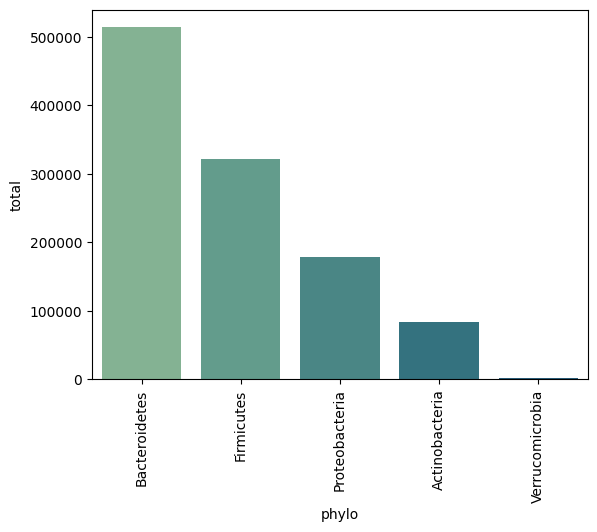 500000
400000
300000
200000
100000
0
total
Bacteroidetes
Firmicutes
Proteobacteria
Actinobacteria
Verrucomicrobia
phylo